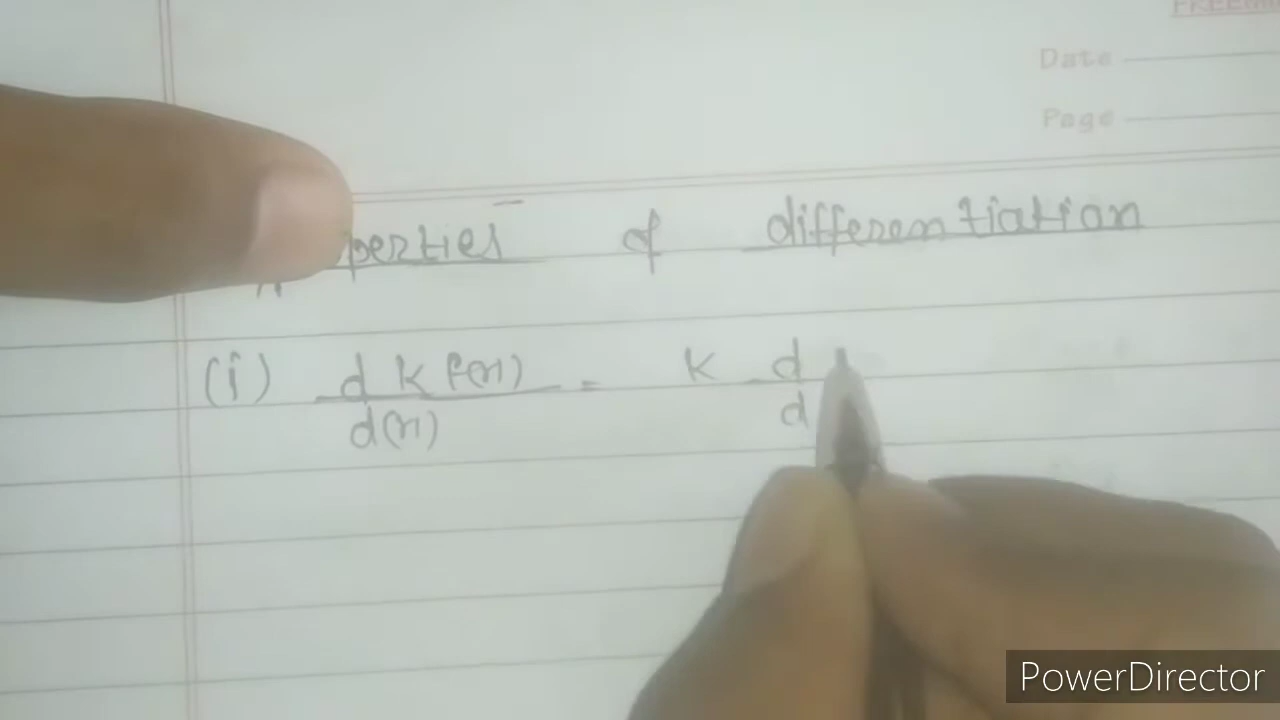 Date
Page
perties of differentiation
(i) d k f(x) = K d
d(x) d
PowerDirector